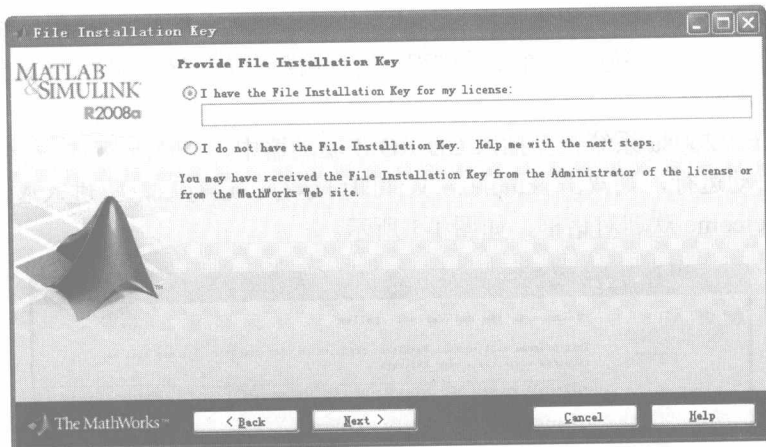 File Installation Key
MATLAB
&SIMULINK
R2008a
Provide File Installation Key
I have the File Installation Key for my license:
I do not have the File Installation Key.  Help me with the next steps.
You may have received the File Installation Key from the Administrator of the license or
from the MathWorks Web site.
TM
The MathWorks™
< Back
Next >
Cancel
Help